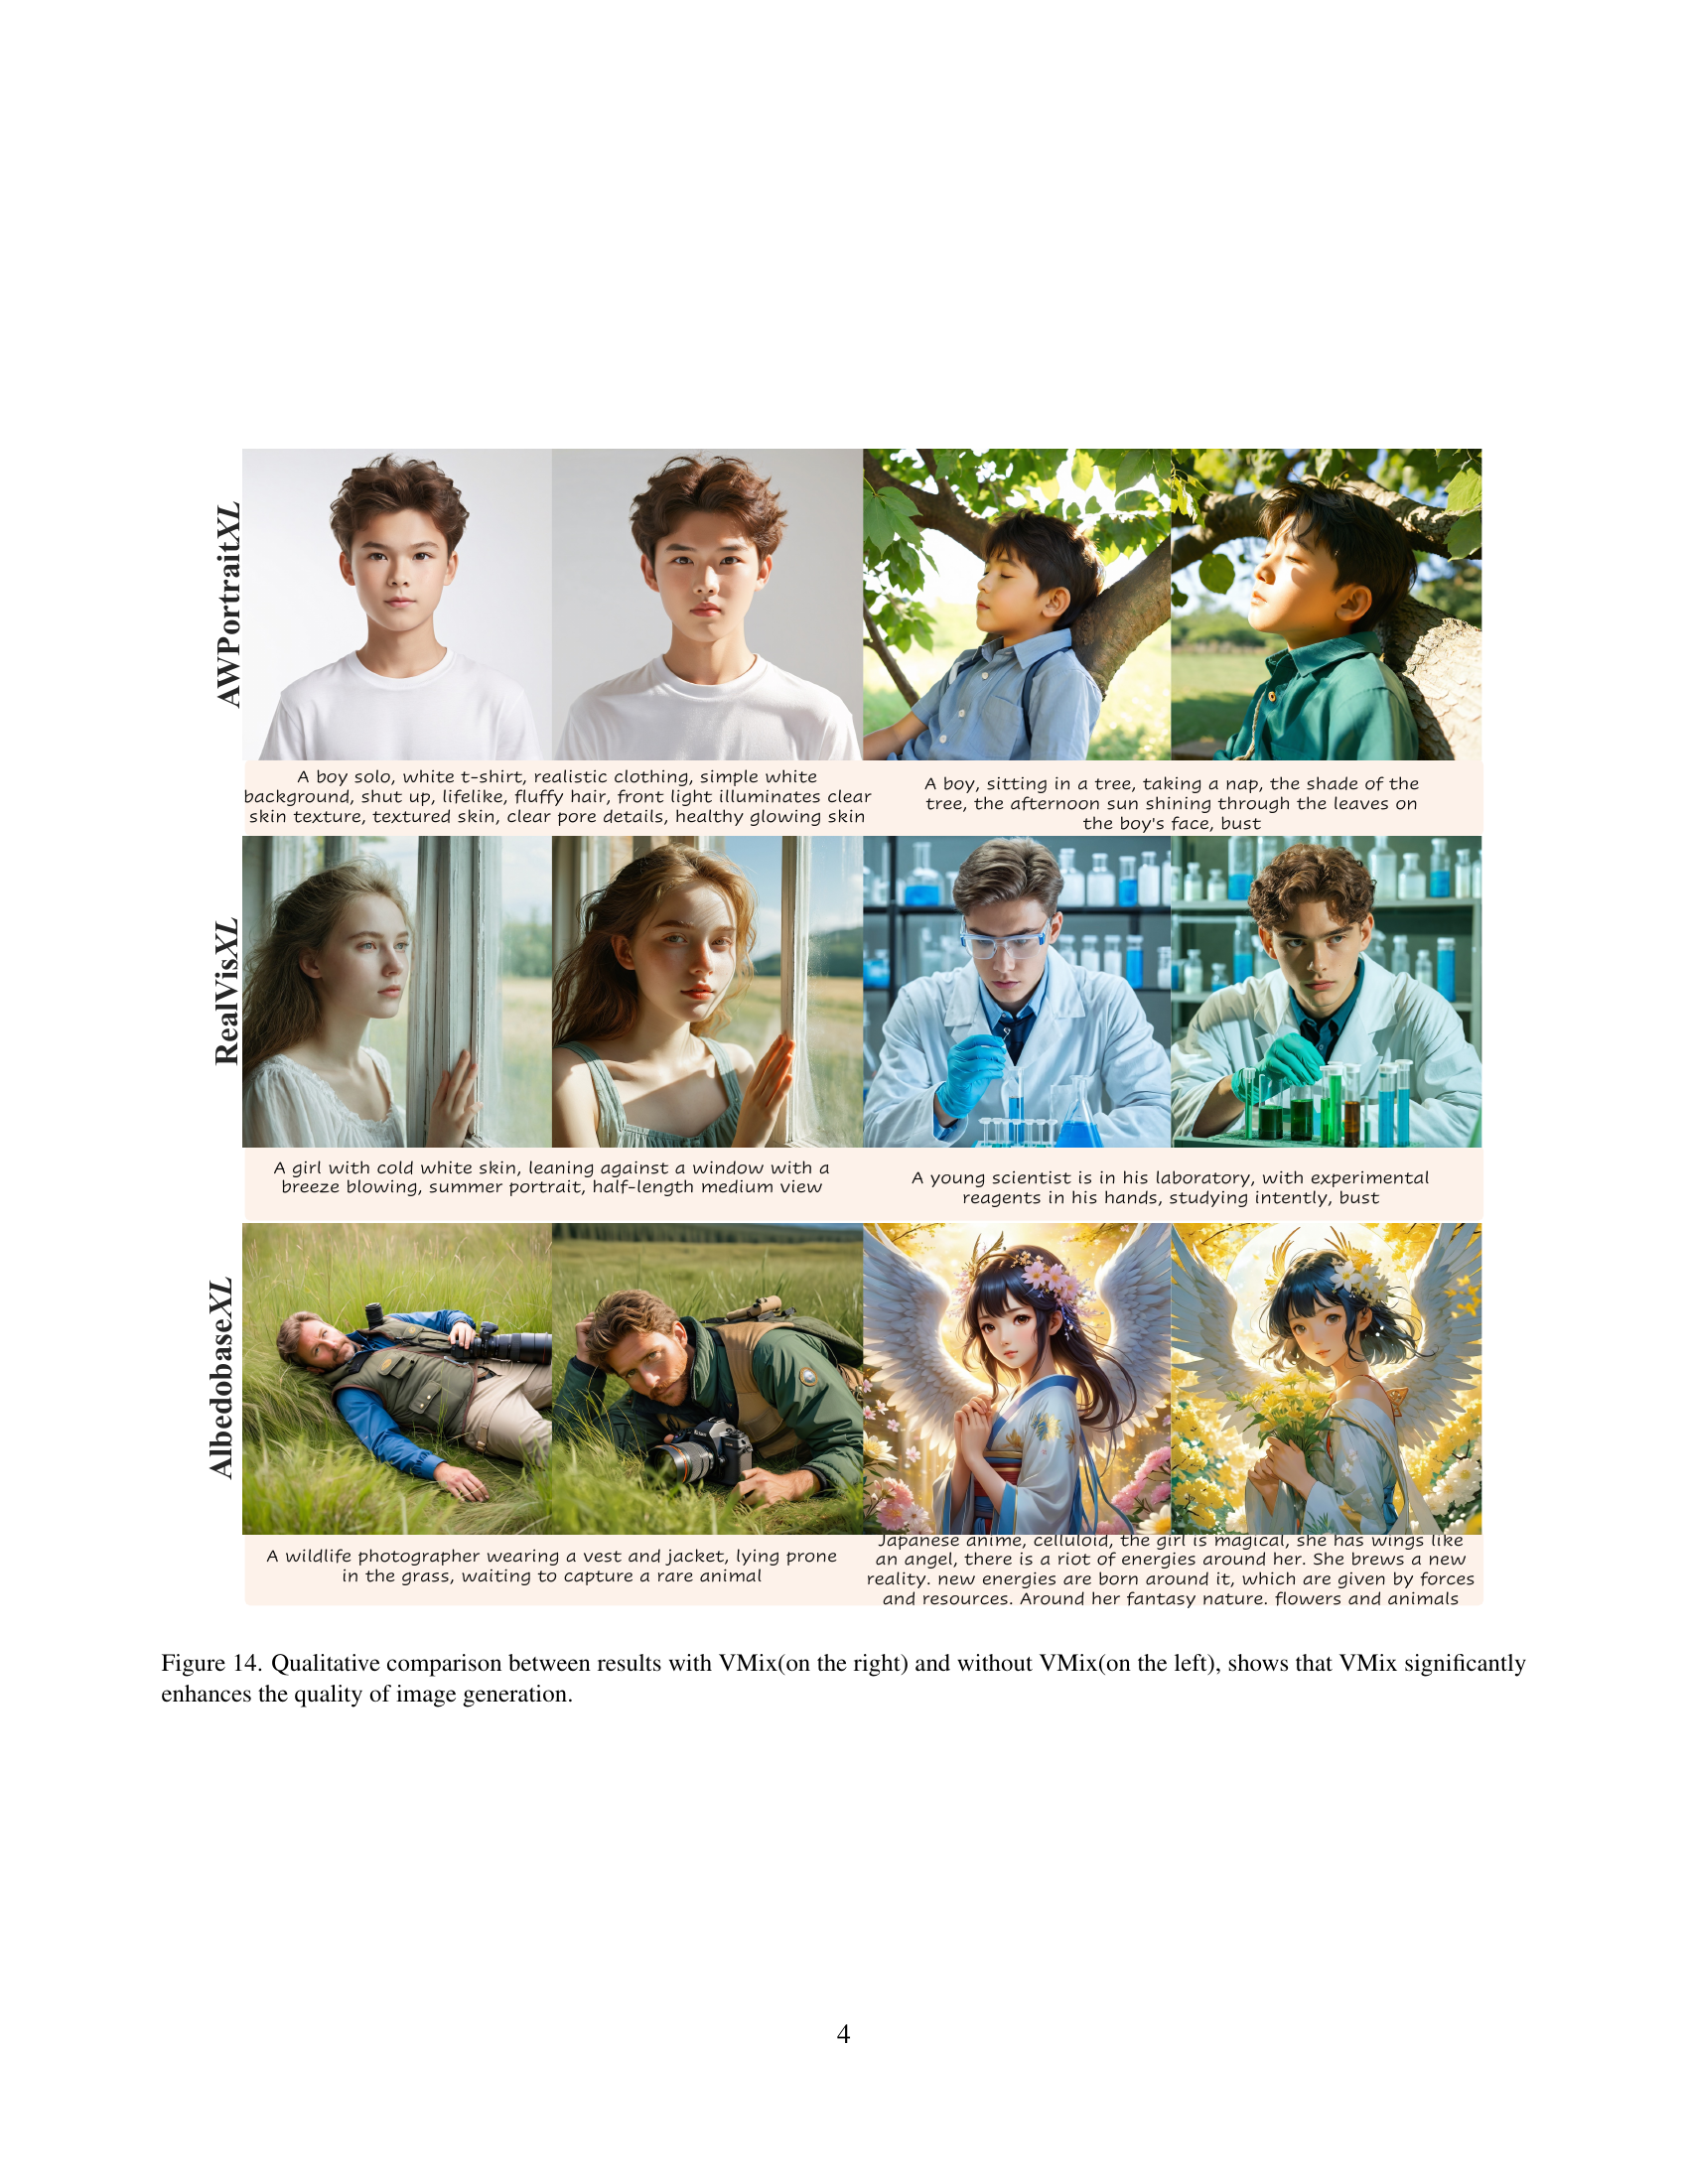 AWPortraitXL
A boy solo, white t-shirt, realistic clothing, simple white
background, shut up, lifelike, fluffy hair, front light illuminates clear
skin texture, textured skin, clear pore details, healthy glowing skin
A boy, sitting in a tree, taking a nap, the shade of the
tree, the afternoon sun shining through the leaves on
the boy's face, bust
RealVisXL
A girl with cold white skin, leaning against a window with a
breeze blowing, summer portrait, half-length medium view
A young scientist is in his laboratory, with experimental
reagents in his hands, studying intently, bust
AlbedobaseXL
A wildlife photographer wearing a vest and jacket, lying prone
in the grass, waiting to capture a rare animal
Japanese anime, celluloid, the girl is magical, she has wings like
an angel, there is a riot of energies around her. She brews a new
reality. new energies are born around it, which are given by forces
and resources. Around her fantasy nature. flowers and animals
Figure 14. Qualitative comparison between results with VMix(on the right) and without VMix(on the left), shows that VMix significantly
enhances the quality of image generation.
4